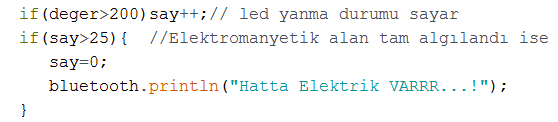 if(deger>200)say++;// led yanma durumu sayar
if(say>25){  //Elektromanyetik alan tam algılandı ise
   say=0;
   bluetooth.println("Hatta Elektrik VARRR...!");
}